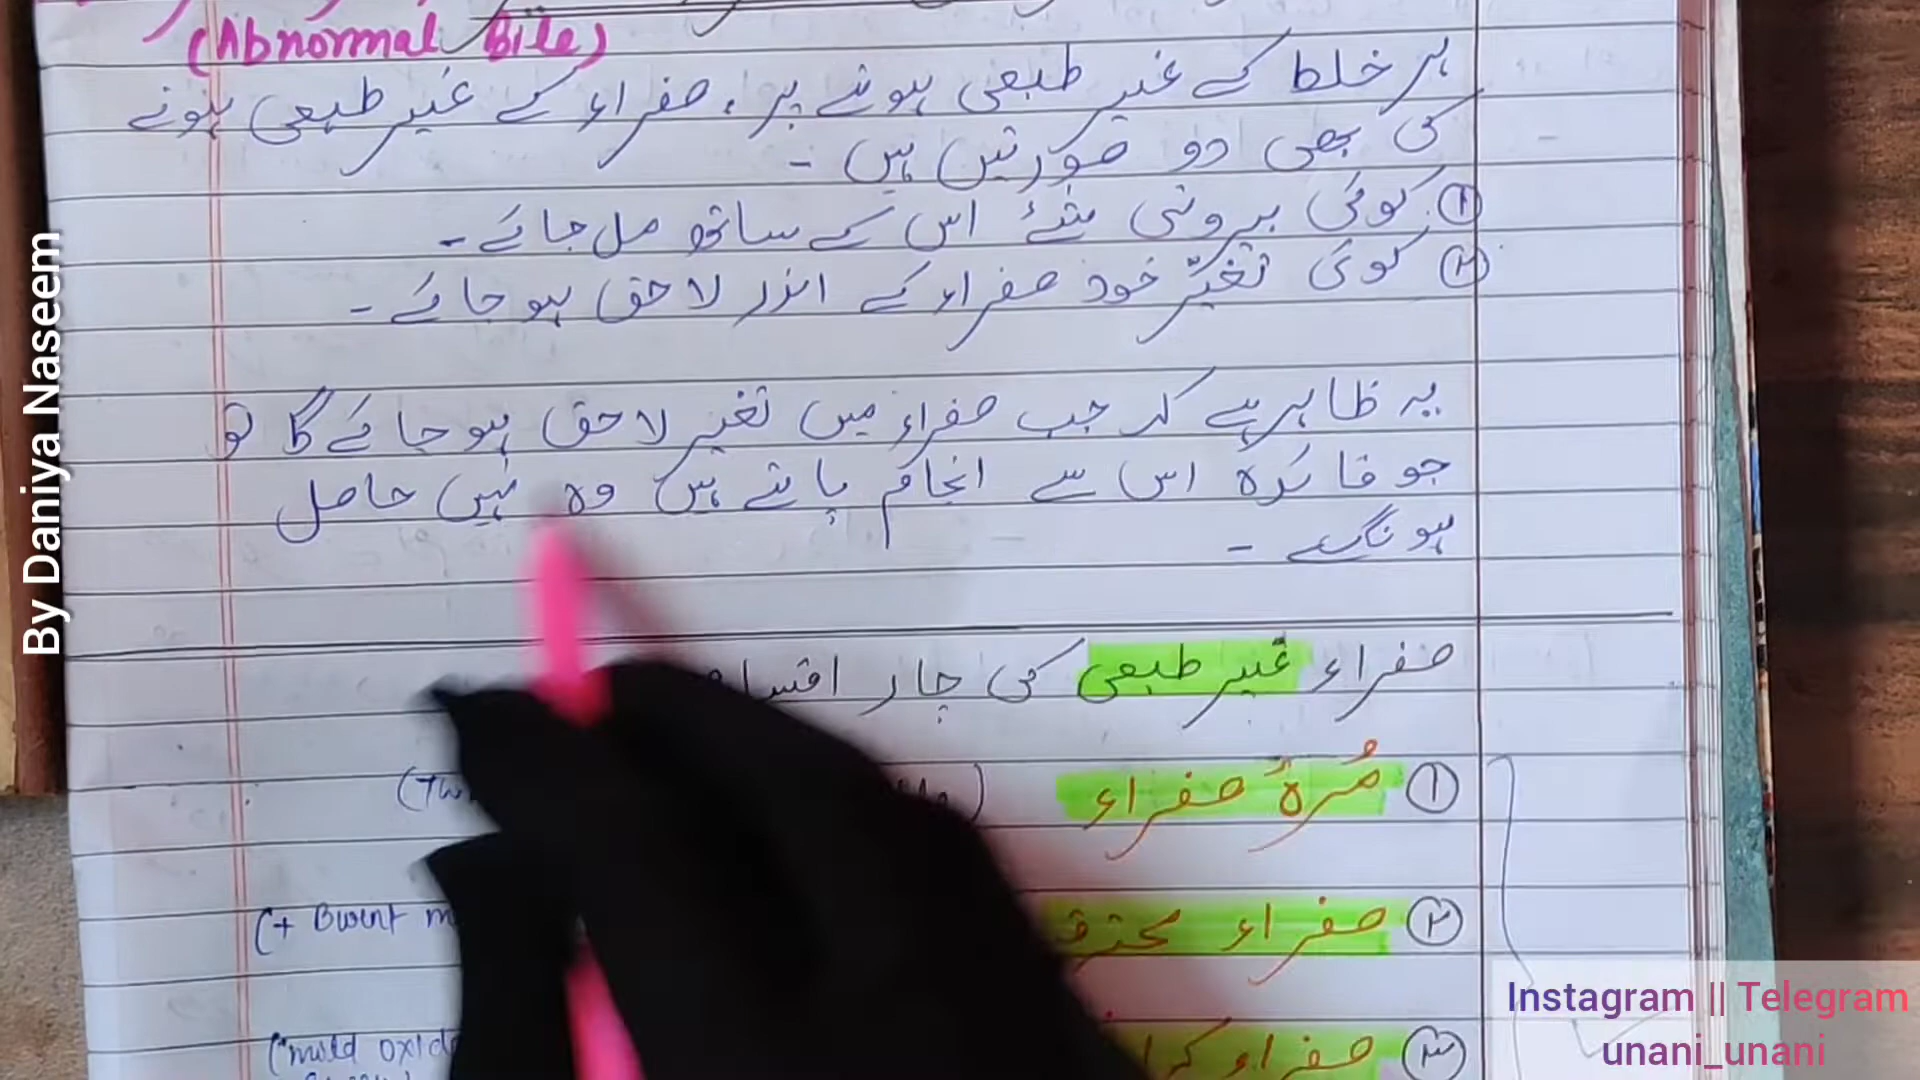 (Abnormal Bile)
ہر خلط کے غیر طبعی ہونے پر، صفراء کے غیر طبعی ہونے
کی بھی دو صورتیں ہیں -
① کوئی بیرونی شئے اس کے ساتھ مل جائے -
② کوئی تغیّر خود صفراء کے اندر لاحق ہو جائے -
یہ ظاہر ہے کہ جب صفراء میں تغیر لاحق ہو جائے گا تو
جو فائدہ اس سے انجام پاتے ہیں وہ نہیں حاصل
ہونگے -
صفراء غیر طبعی کی چار
① مُرہٌ صفراء
② صفراء
(+ Burnt
③ صفراء
("mild
By Daniya Naseem
Instagram || Telegram
unani_unani